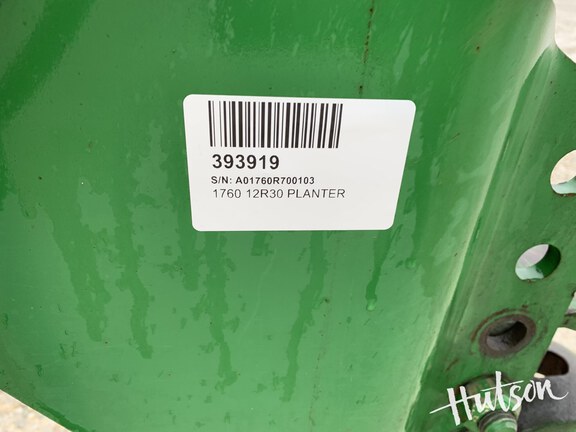 393919
S/N: A01760R700103
1760 12R30 PLANTER
Hutson